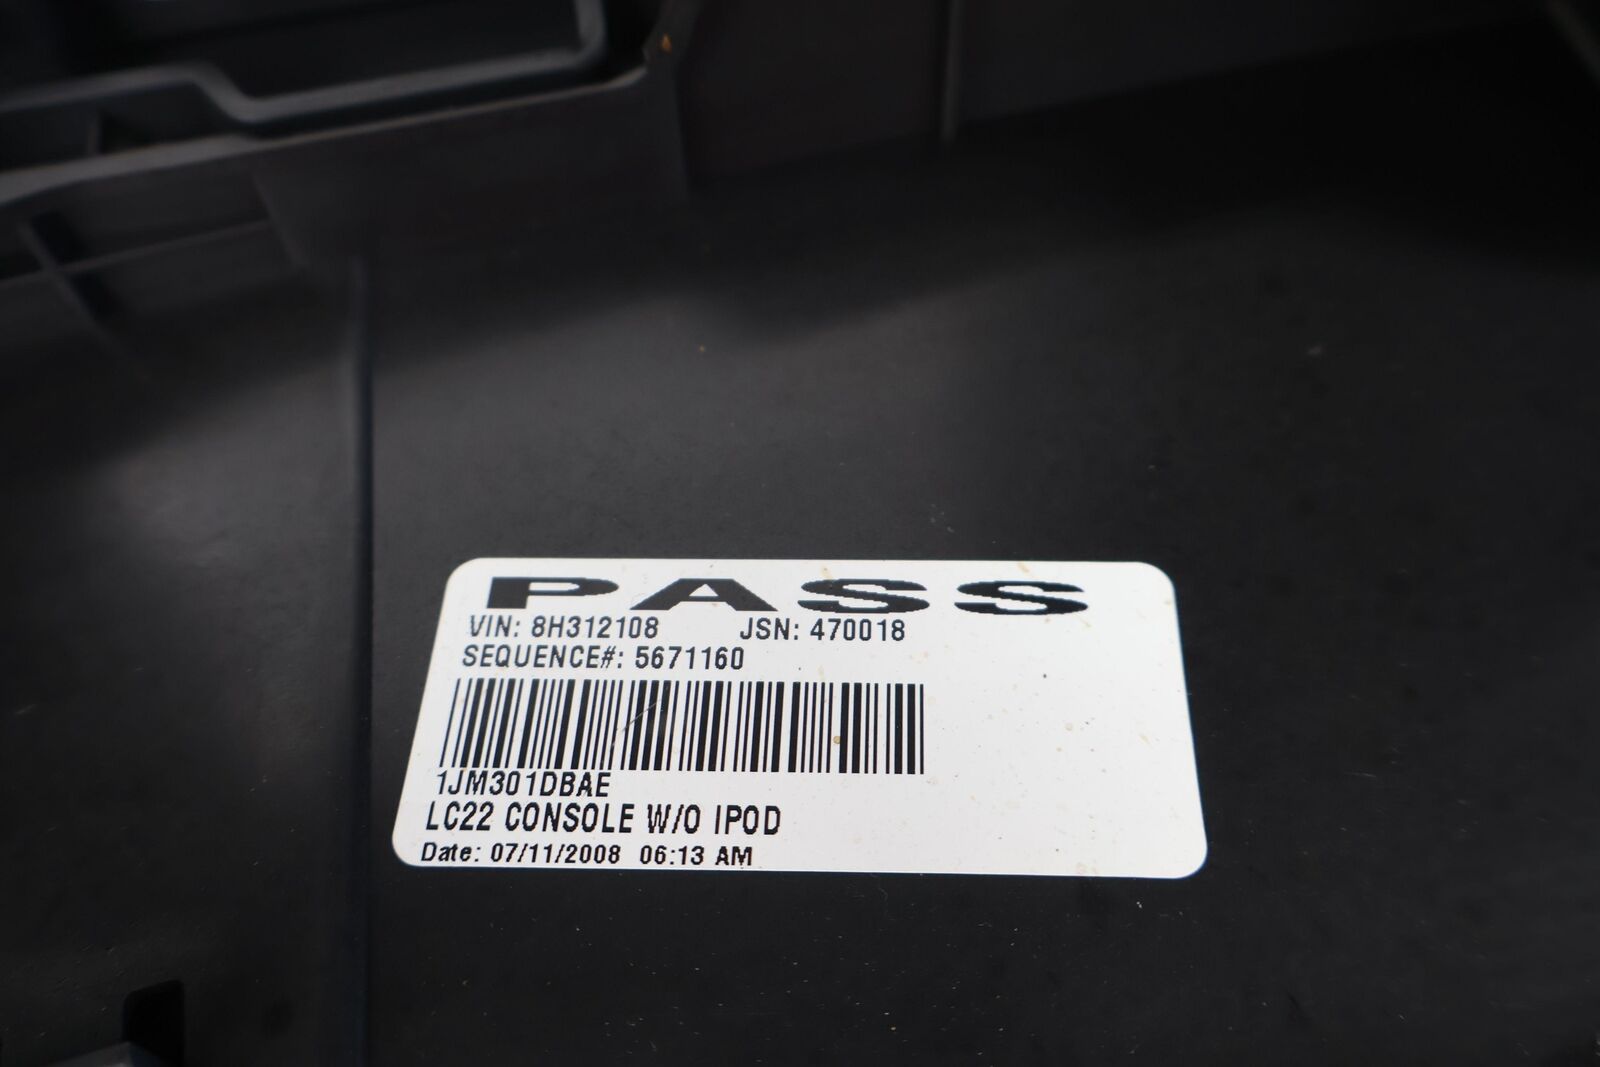 PASS
VIN: 8H312108 JSN: 470018
SEQUENCE#: 5671160
1JM301DBAE
LC22 CONSOLE W/O IPOD
Date: 07/11/2008 06:13 AM